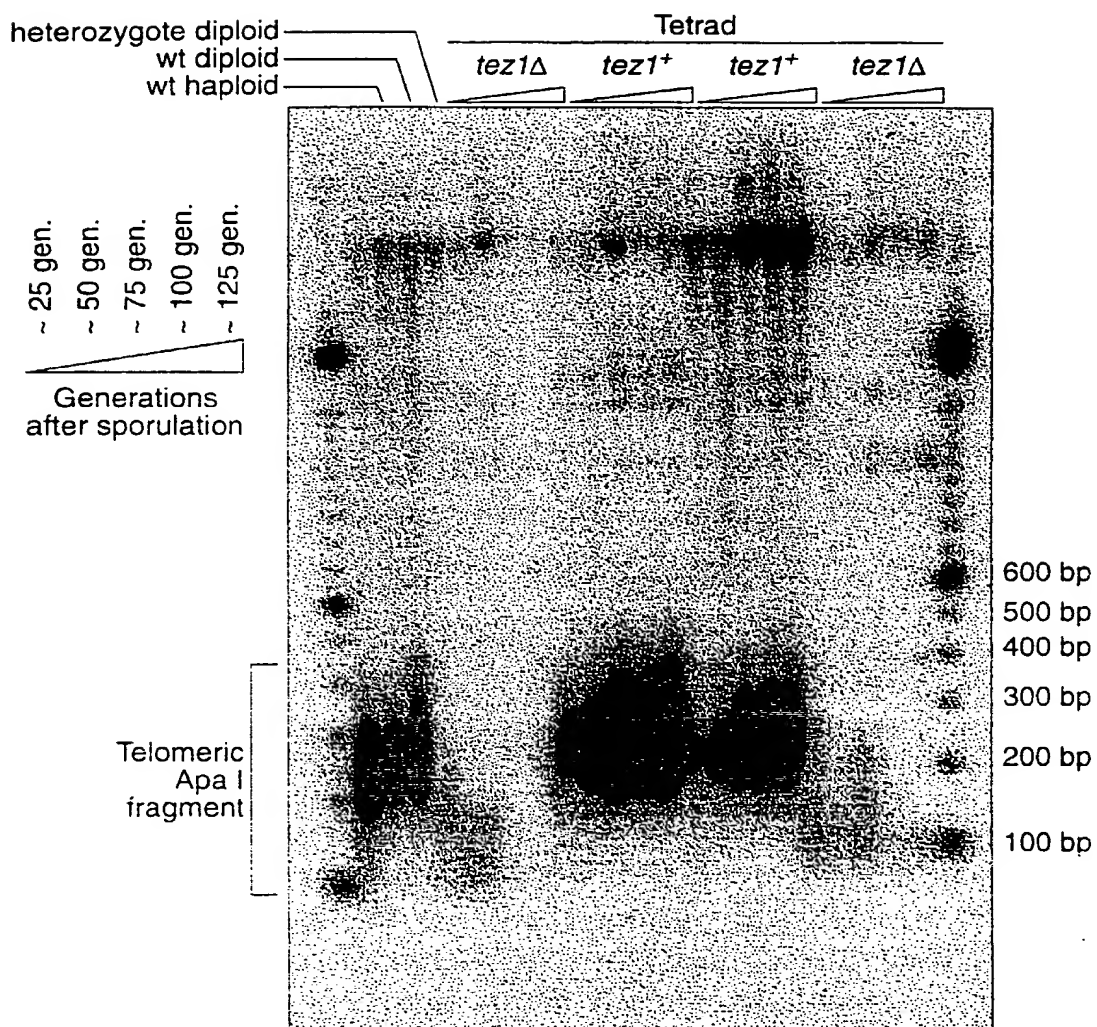 heterozygote diploid
wt diploid
wt haploid
Tetrad
tez1Δ
tez1⁺
tez1⁺
tez1Δ
~ 25 gen.
~ 50 gen.
~ 75 gen.
~ 100 gen.
~ 125 gen.
Generations
after sporulation
Telomeric
Apa I
fragment
600 bp
500 bp
400 bp
300 bp
200 bp
100 bp